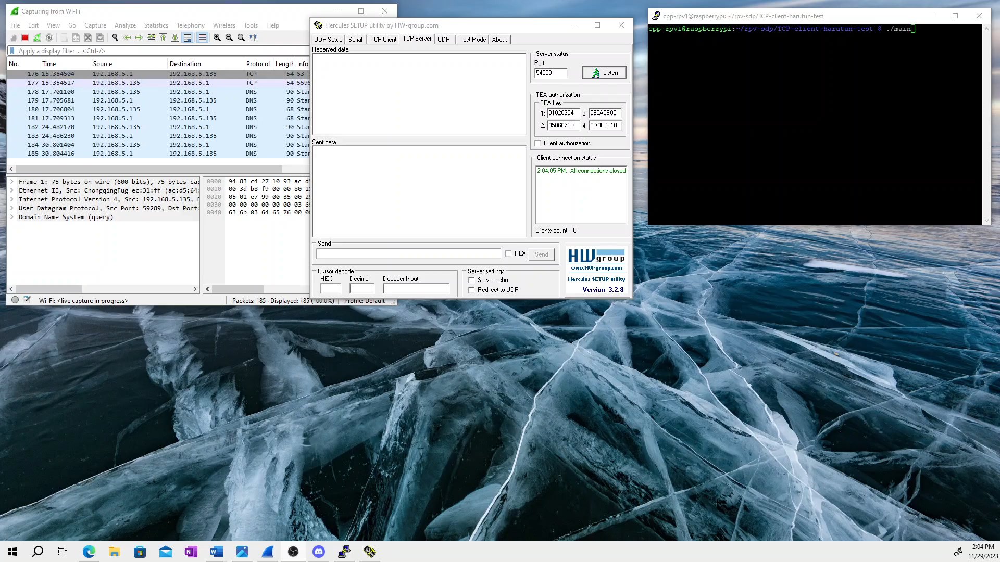 Capturing from Wi-Fi
File Edit View Go Capture Analyze Statistics Telephony Wireless Tools Help
Apply a display filter ... <Ctrl-/>
No. Time Source Destination Protocol Length Info
176 15.354504 192.168.5.1 192.168.5.135 TCP 54 53
177 15.354517 192.168.5.135 192.168.5.1 TCP 54 5595
178 17.701100 192.168.5.135 192.168.5.1 DNS 90 Star
179 17.705681 192.168.5.1 192.168.5.135 DNS 90 Star
180 17.706804 192.168.5.135 192.168.5.1 DNS 68 Star
181 17.709313 192.168.5.1 192.168.5.135 DNS 68 Star
182 24.482170 192.168.5.135 192.168.5.1 DNS 90 Star
183 24.486230 192.168.5.1 192.168.5.135 DNS 90 Star
184 30.801404 192.168.5.135 192.168.5.1 DNS 90 Star
185 30.804416 192.168.5.1 192.168.5.135 DNS 90 Star
Frame 1: 75 bytes on wire (600 bits), 75 bytes cap
Ethernet II, Src: ChongqingFug_ec:31:ff (ac:d5:64:
Internet Protocol Version 4, Src: 192.168.5.135, D
User Datagram Protocol, Src Port: 59289, Dst Port:
Domain Name System (query)
0000 94 83 c4 27 10 93 ac d5
0010 00 3d b8 f9 00 00 80 11
0020 05 01 e7 99 00 35 00 29
0030 00 00 00 00 00 00 03 69
0040 63 6b 03 64 65 76 00 00
Wi-Fi: <live capture in progress>
Packets: 185 · Displayed: 185 (100.0%)
Profile: Default
Hercules SETUP utility by HW-group.com
UDP Setup Serial TCP Client TCP Server UDP Test Mode About
Received data
Sent data
Send
HEX Send
Cursor decode
HEX Decimal Decoder Input
Server settings
Server echo
Redirect to UDP
Server status
Port
54000 Listen
TEA authorization
TEA key
1: 01020304 3: 090A0B0C
2: 05060708 4: 0D0E0F10
Client authorization
Client connection status
2:04:05 PM: All connections closed
Clients count: 0
HW group
www.HW-group.com
Hercules SETUP utility
Version 3.2.8
cpp-rpv1@raspberrypi: ~/rpv-sdp/TCP-client-harutun-test
cpp-rpv1@raspberrypi:~/rpv-sdp/TCP-client-harutun-test $ ./main
2:04 PM
11/29/2023